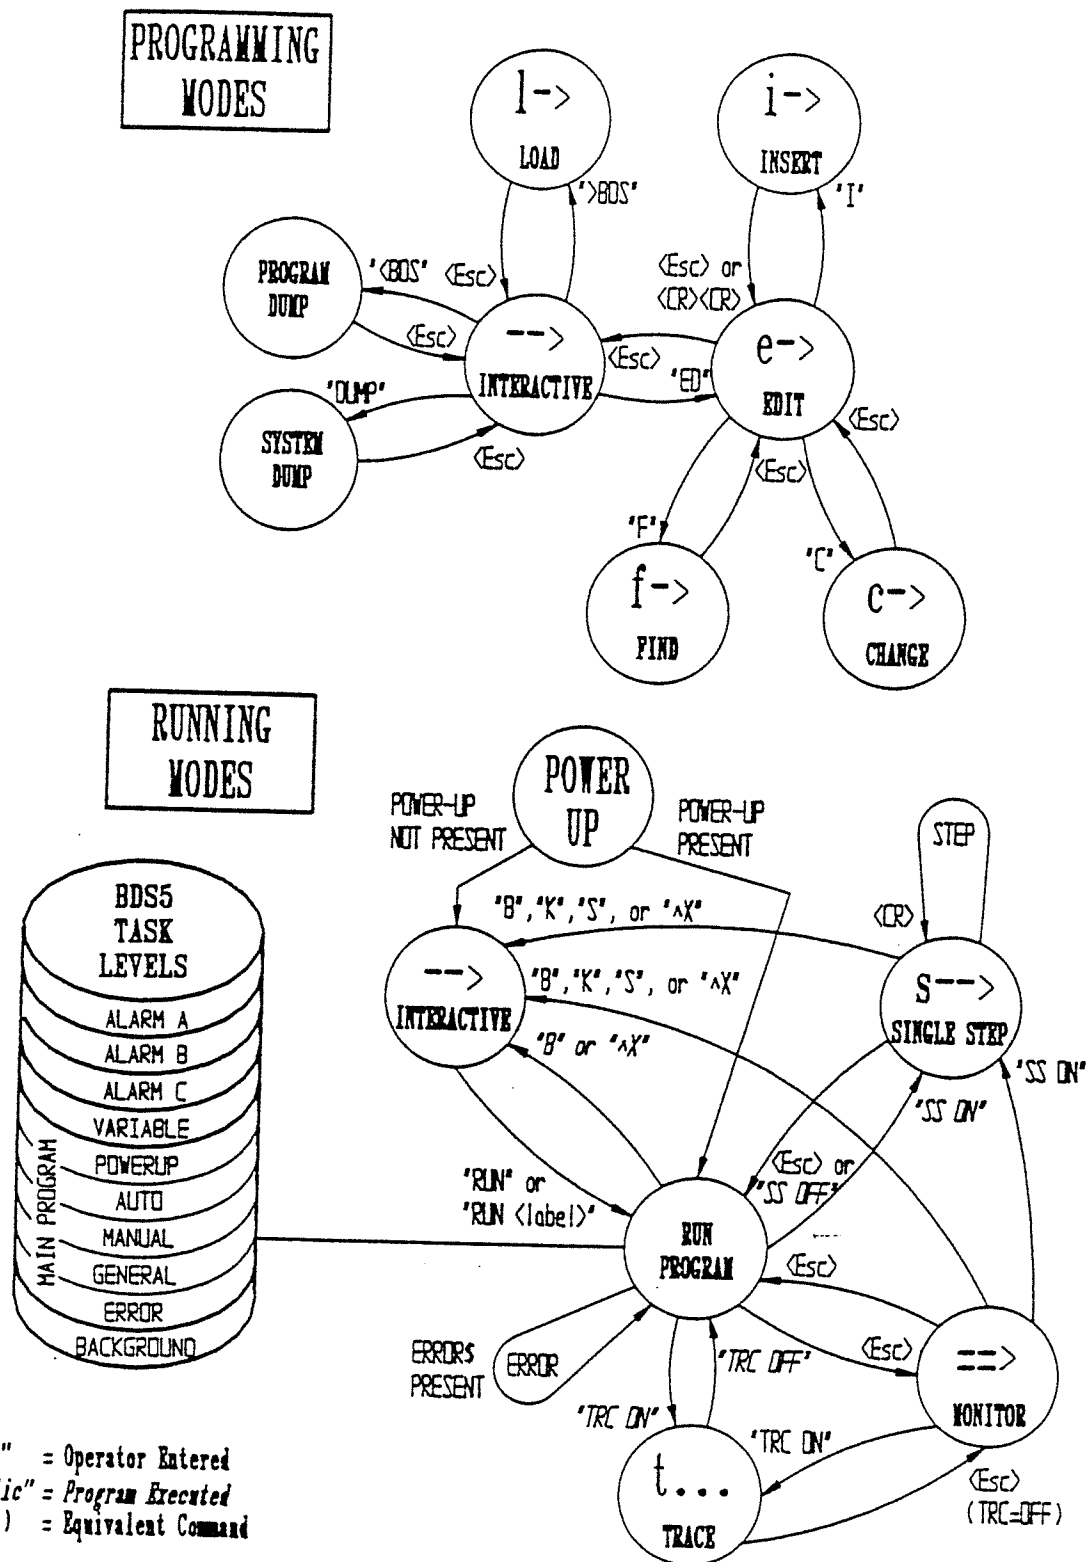 PROGRAMMING
MODES
l->
LOAD
">BDS"
<Esc>
i->
INSERT
"I"
<Esc> or
<CR><CR>
PROGRAM
DUMP
"<BDS"
<Esc>
-->
INTERACTIVE
<Esc>
"ED"
e->
EDIT
"DUMP"
SYSTEM
DUMP
<Esc>
<Esc>
<Esc>
"F"
"C"
f->
FIND
c->
CHANGE
RUNNING
MODES
POWER
UP
POWER-UP
NOT PRESENT
POWER-UP
PRESENT
STEP
<CR>
BDS5
TASK
LEVELS
ALARM A
ALARM B
ALARM C
VARIABLE
POWERUP
AUTO
MANUAL
GENERAL
ERROR
BACKGROUND
MAIN PROGRAM
"B","K","S", or "^X"
-->
INTERACTIVE
"B","K","S", or "^X"
"B" or "^X"
s-->
SINGLE STEP
"SS ON"
"SS ON"
<Esc> or
"SS OFF"
"RUN" or
"RUN <label>"
RUN
PROGRAM
<Esc>
<Esc>
ERROR$
PRESENT
ERROR
"TRC OFF"
"TRC ON"
==>
MONITOR
"TRC ON"
t...
TRACE
<Esc>
(TRC=OFF)
" = Operator Entered
ic" = Program Executed
) = Equivalent Command